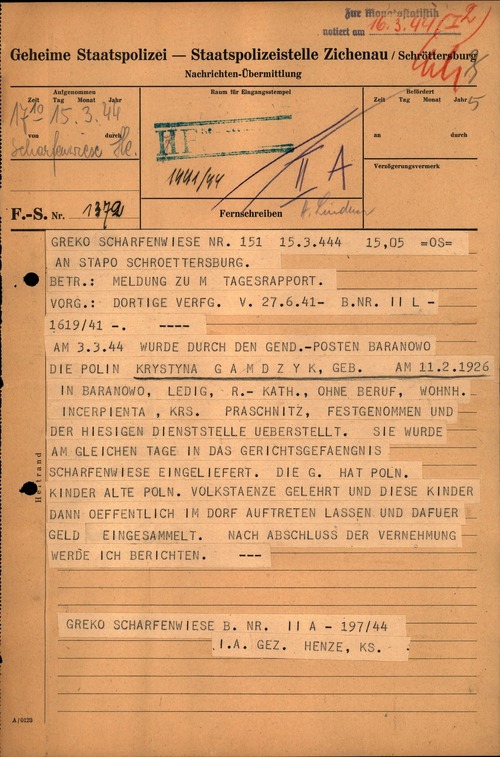 Zur Monatsstatistik
notiert am 16.3.44
Geheime Staatspolizei — Staatspolizeistelle Zichenau / Schröttersburg
Nachrichten-Übermittlung
Aufgenommen
Zeit Tag Monat Jahr
17 10 15.3.44
von durch
Scharfenwiese He.
Raum für Eingangsstempel
1941/44
II A
Befördert
Zeit Tag Monat Jahr
an durch
Verzögerungsvermerk
F.-S. Nr. 1372
Fernschreiben
GREKO SCHARFENWIESE NR. 151 15.3.444 15,05 =OS=
AN STAPO SCHROETTERSBURG.
BETR.: MELDUNG ZU M TAGESRAPPORT.
VORG.: DORTIGE VERFG. V. 27.6.41- B.NR. II L -
1619/41 -. ----
AM 3.3.44 WURDE DURCH DEN GEND.-POSTEN BARANOWO
DIE POLIN KRYSTYNA G A M D Z Y K, GEB. AM 11.2.1926
IN BARANOWO, LEDIG, R.- KATH., OHNE BERUF, WOHNH.
INCERPIENTA, KRS. PRASCHNITZ, FESTGENOMMEN UND
DER HIESIGEN DIENSTSTELLE UEBERSTELLT. SIE WURDE
AM GLEICHEN TAGE IN DAS GERICHTSGEFAENGNIS
SCHARFENWIESE EINGELIEFERT. DIE G. HAT POLN.
KINDER ALTE POLN. VOLKSTAENZE GELEHRT UND DIESE KINDER
DANN OEFFENTLICH IM DORF AUFTRETEN LASSEN UND DAFUER
GELD EINGESAMMELT. NACH ABSCHLUSS DER VERNEHMUNG
WERDE ICH BERICHTEN. ---
Heftrand
GREKO SCHARFENWIESE B. NR. II A - 197/44
I.A. GEZ. HENZE, KS.
A/0123